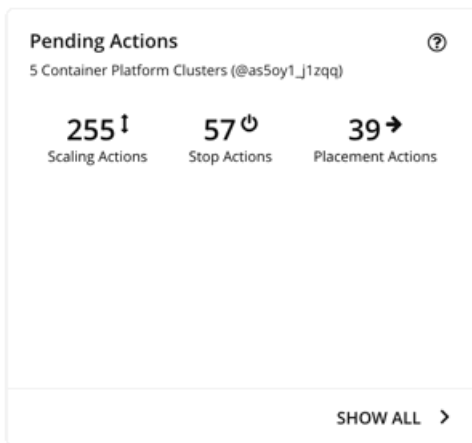 Pending Actions
5 Container Platform Clusters (@as5oy1_j1zqq)
255 57 39
Scaling Actions Stop Actions Placement Actions
SHOW ALL